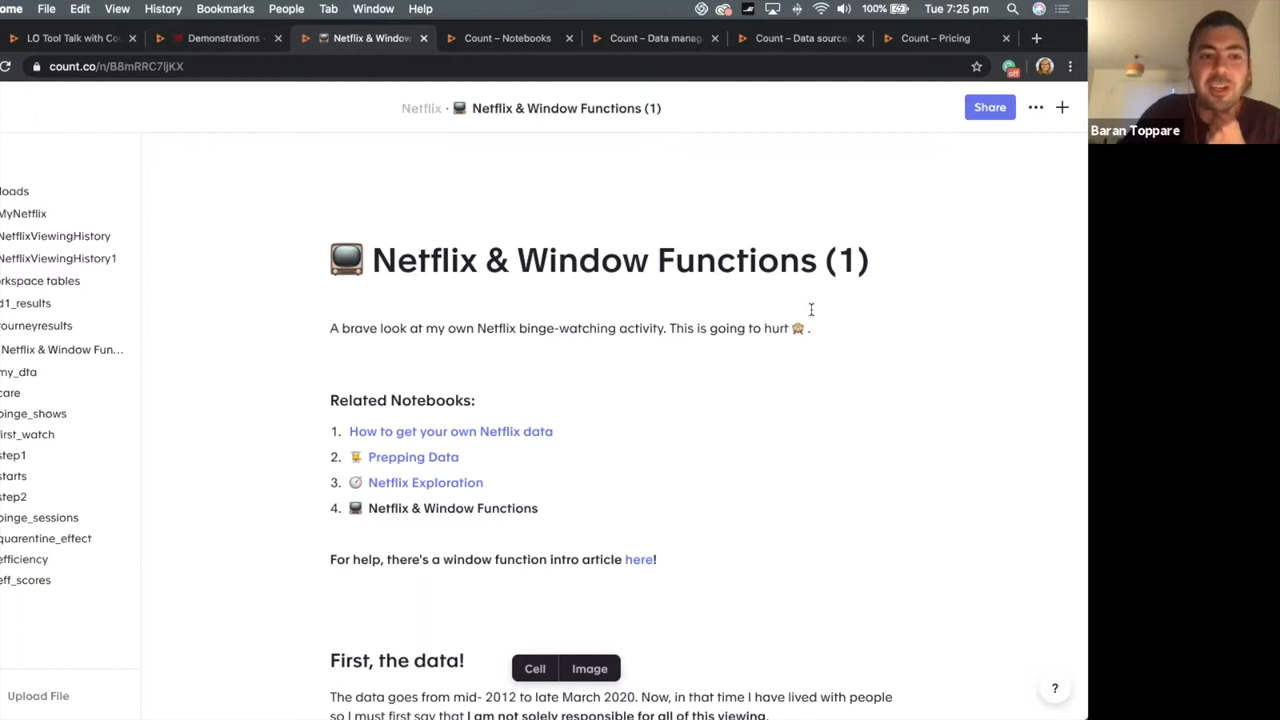 ome File Edit View History Bookmarks People Tab Window Help 100% Tue 7:25 pm
LO Tool Talk with Co Demonstrations - Netflix & Window Count – Notebooks Count – Data manag Count – Data source Count – Pricing
count.co/n/B8mRRC7ljKX off
Netflix · Netflix & Window Functions (1) Share
Baran Toppare
loads
MyNetflix
NetflixViewingHistory
NetflixViewingHistory1
rkspace tables
d1_results
ourneyresults
Netflix & Window Fun...
my_dta
care
binge_shows
first_watch
step1
starts
step2
binge_sessions
quarentine_effect
efficiency
eff_scores
Upload File
Netflix & Window Functions (1)
A brave look at my own Netflix binge-watching activity. This is going to hurt 🙈 .
Related Notebooks:
1. How to get your own Netflix data
2. Prepping Data
3. Netflix Exploration
4. Netflix & Window Functions
For help, there's a window function intro article here!
First, the data!
Cell Image
The data goes from mid- 2012 to late March 2020. Now, in that time I have lived with people
so I must first say that I am not solely responsible for all of this viewing.
?